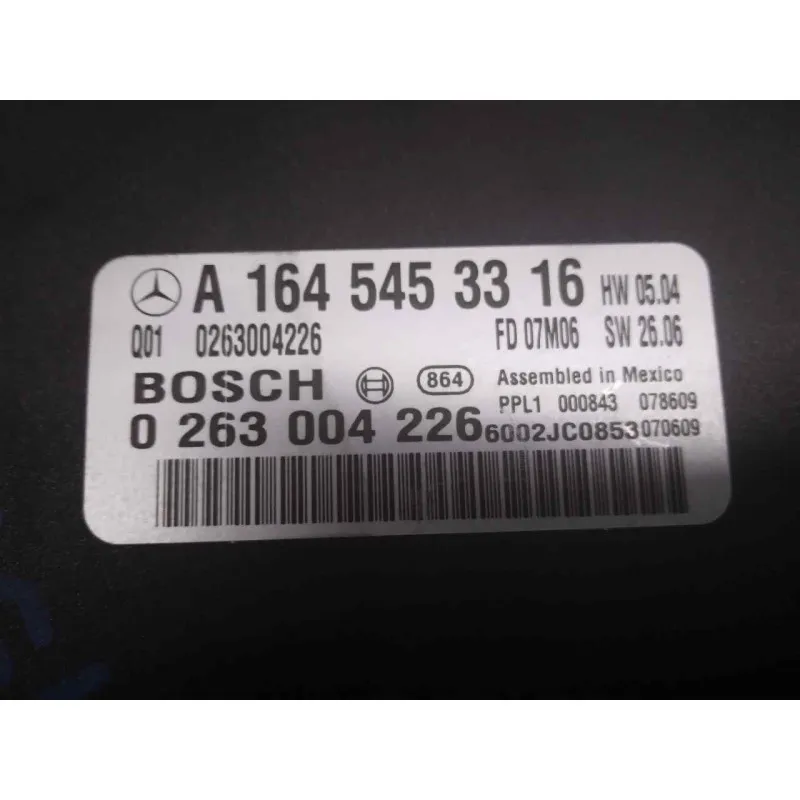 A 164 545 33 16 HW 05.04
Q01 0263004226 FD 07M06 SW 26.06
BOSCH 864 Assembled in Mexico
PPL1 000843 078609
0 263 004 226 6002JC0853 070609